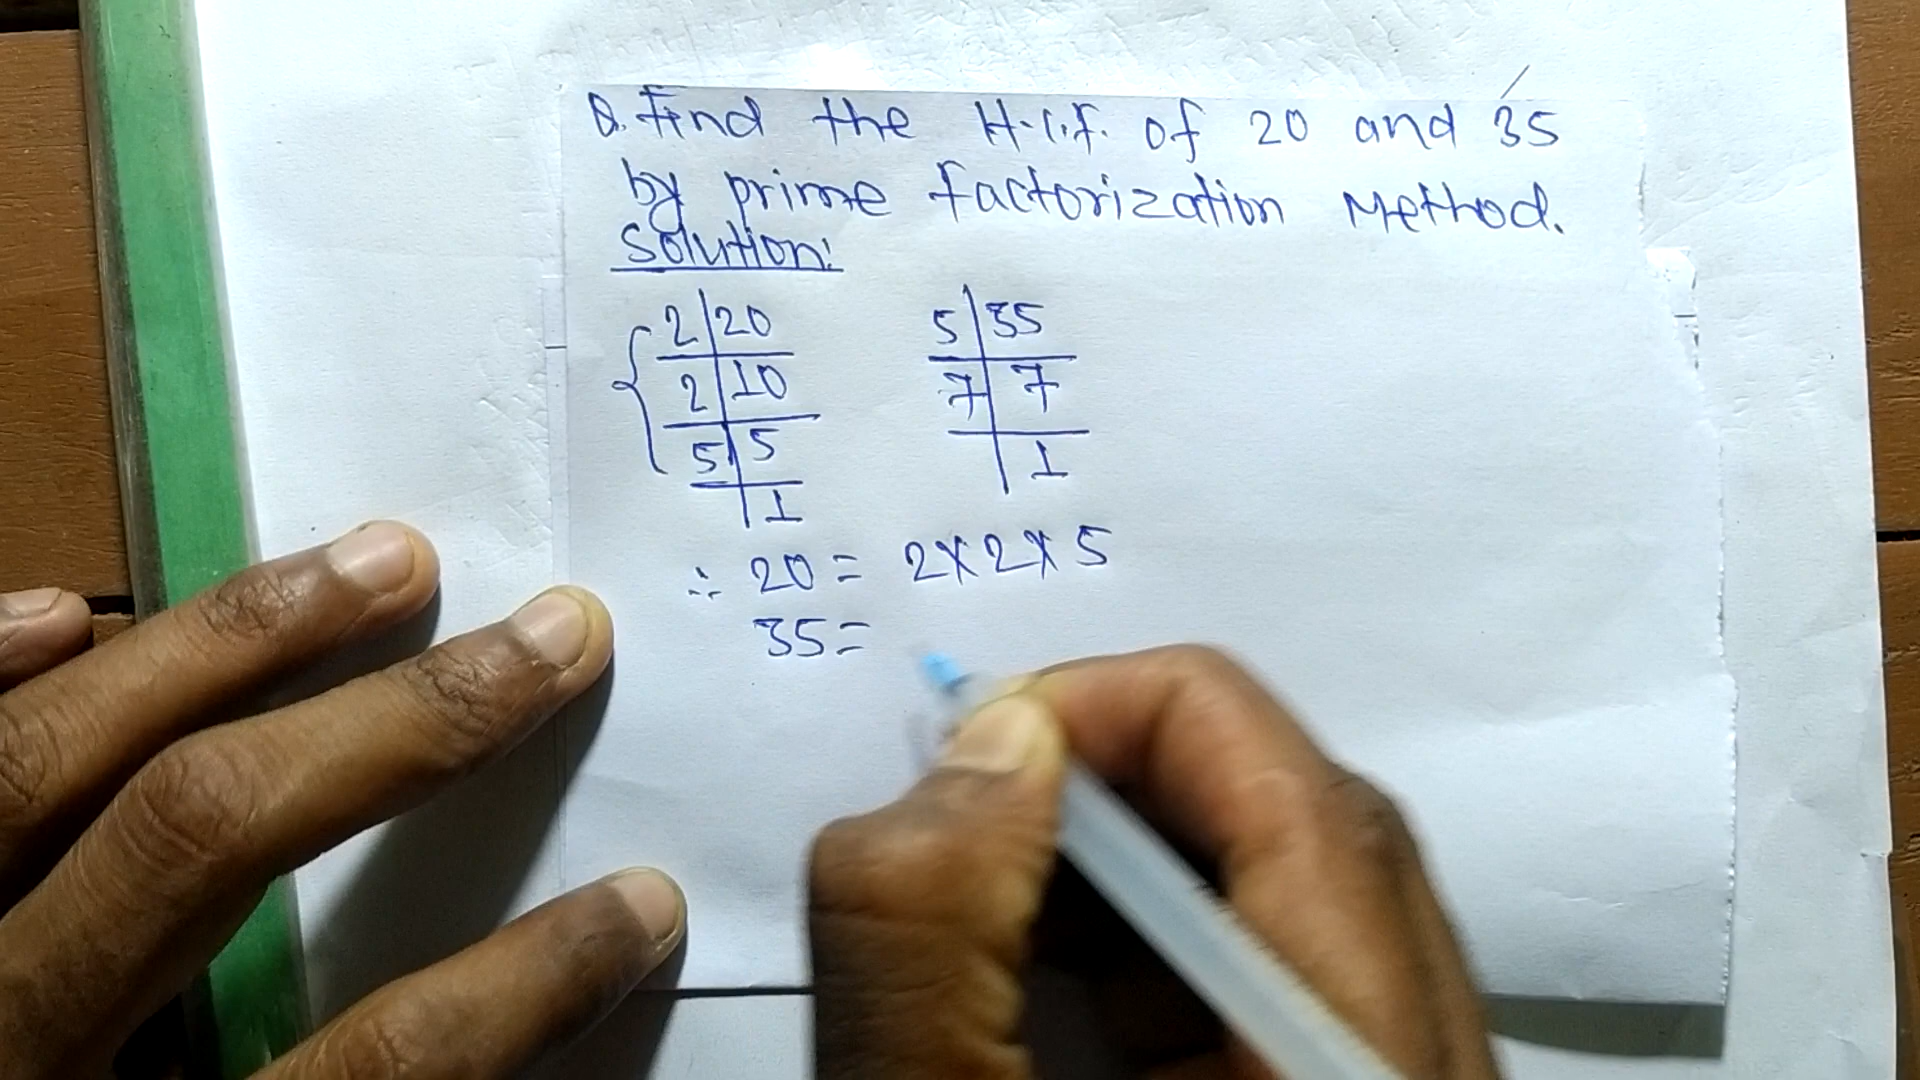 Q. Find the H.C.F. of 20 and 35
by prime factorization Method.
Solution:
2 20
2 10
5 5
1
5 35
7 7
1
∴ 20 = 2 × 2 × 5
35 =